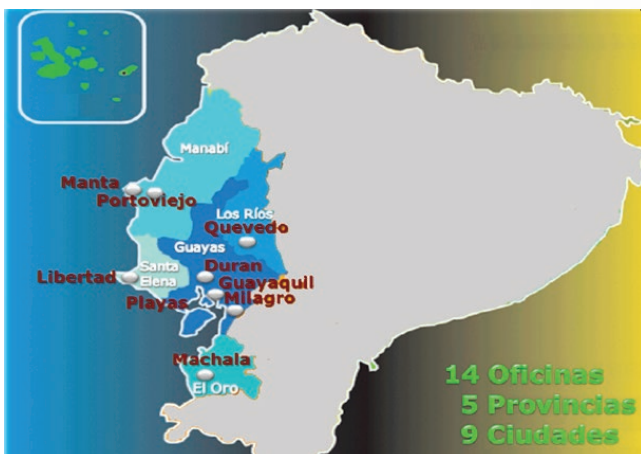 Manabí
Manta
Portoviejo
Los Ríos
Quevedo
Guayas
Santa
Elena
Libertad
Duran
Guayaquil
Playas
Milagro
Machala
El Oro
14 Oficinas
5 Provincias
9 Ciudades